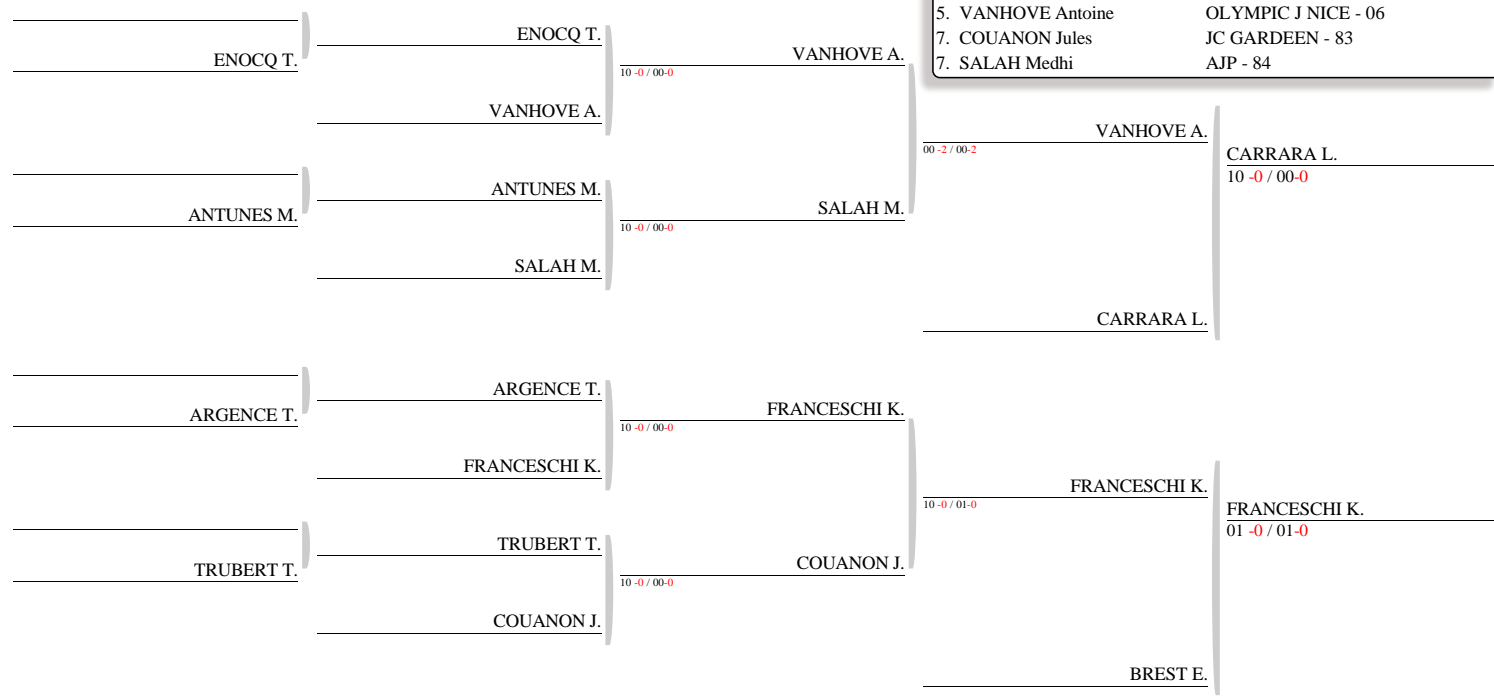 5. VANHOVE Antoine OLYMPIC J NICE - 06
7. COUANON Jules JC GARDEEN - 83
7. SALAH Medhi AJP - 84
ENOCQ T.
ENOCQ T.
VANHOVE A.
10 -0 / 00-0
VANHOVE A.
ANTUNES M.
ANTUNES M.
SALAH M.
10 -0 / 00-0
SALAH M.
VANHOVE A.
00 -2 / 00-2
CARRARA L.
CARRARA L.
10 -0 / 00-0
ARGENCE T.
ARGENCE T.
FRANCESCHI K.
10 -0 / 00-0
FRANCESCHI K.
TRUBERT T.
TRUBERT T.
COUANON J.
10 -0 / 00-0
COUANON J.
FRANCESCHI K.
10 -0 / 01-0
BREST E.
FRANCESCHI K.
01 -0 / 01-0